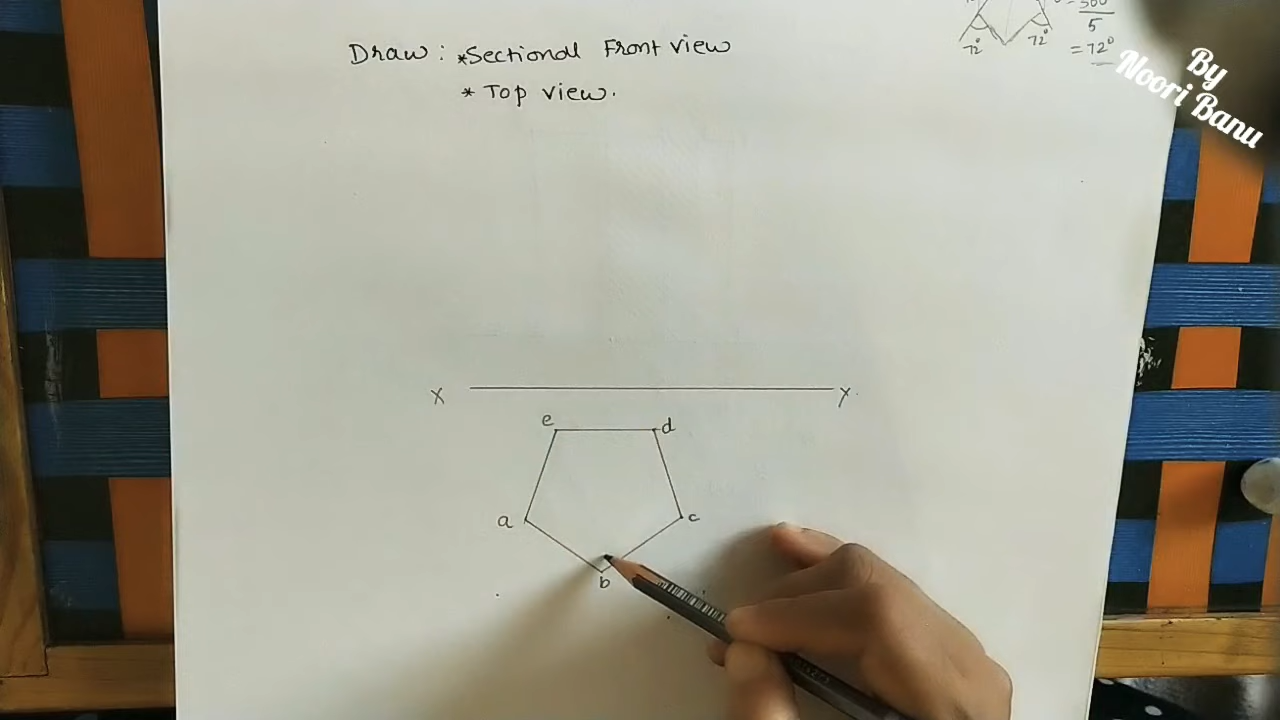 Draw : *Sectional Front view
* Top view.
5
72°
72°
= 72°
By
Noori Banu
X
Y.
e
d
a
c
b